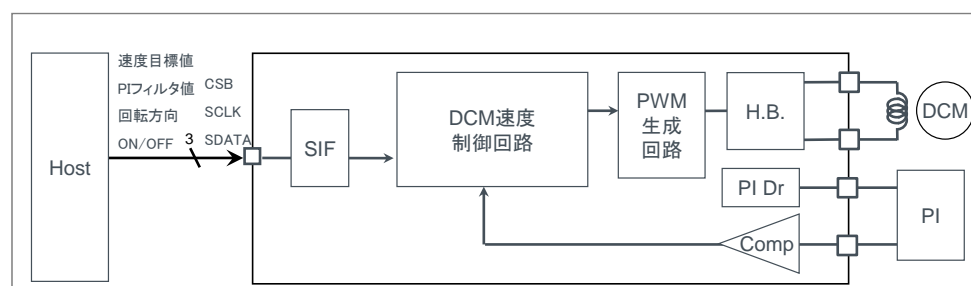 速度目標値
PIフィルタ値
回転方向
ON/OFF
3
CSB
SCLK
SDATA
Host
SIF
DCM速度
制御回路
PWM
生成
回路
H.B.
DCM
PI Dr
PI
Comp